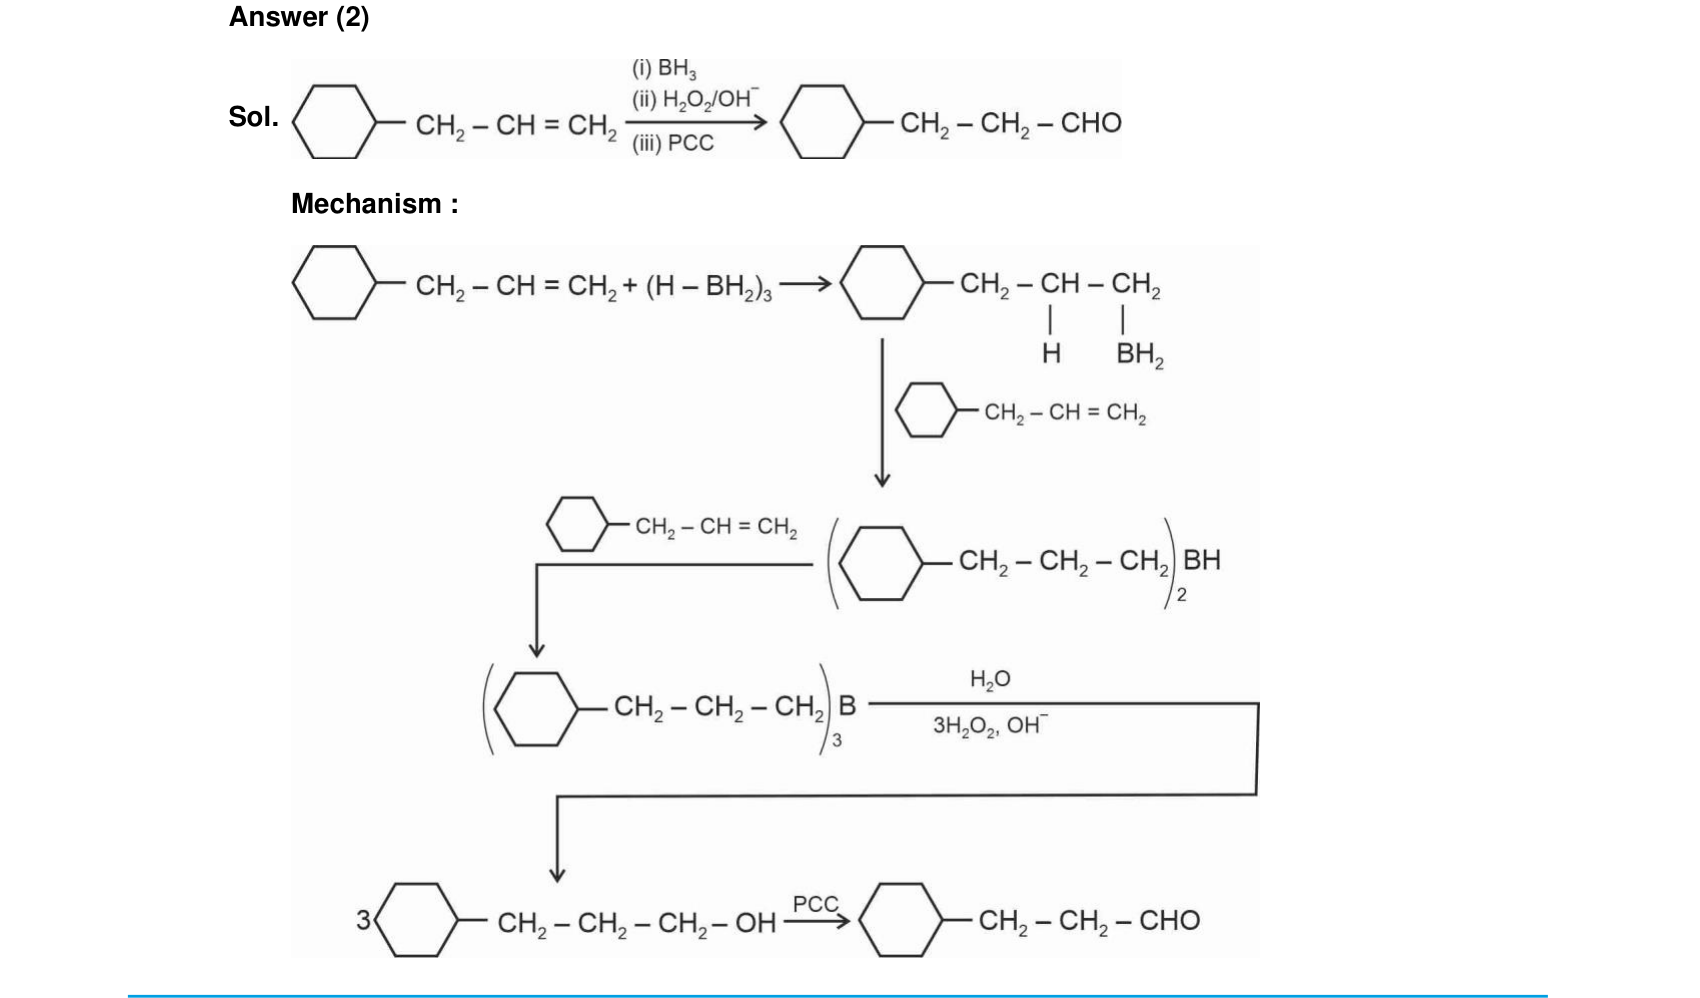 Answer (2)
(i) BH₃
(ii) H₂O₂/OH⁻
Sol. CH₂ – CH = CH₂ (iii) PCC CH₂ – CH₂ – CHO
Mechanism :
CH₂ – CH = CH₂ + (H – BH₂)₃ ⟶ CH₂ – CH – CH₂
H BH₂
CH₂ – CH = CH₂
CH₂ – CH = CH₂
(CH₂ – CH₂ – CH₂)₂ BH
H₂O
(CH₂ – CH₂ – CH₂)₃ B
3H₂O₂, OH⁻
PCC
3 CH₂ – CH₂ – CH₂ – OH ⟶ CH₂ – CH₂ – CHO